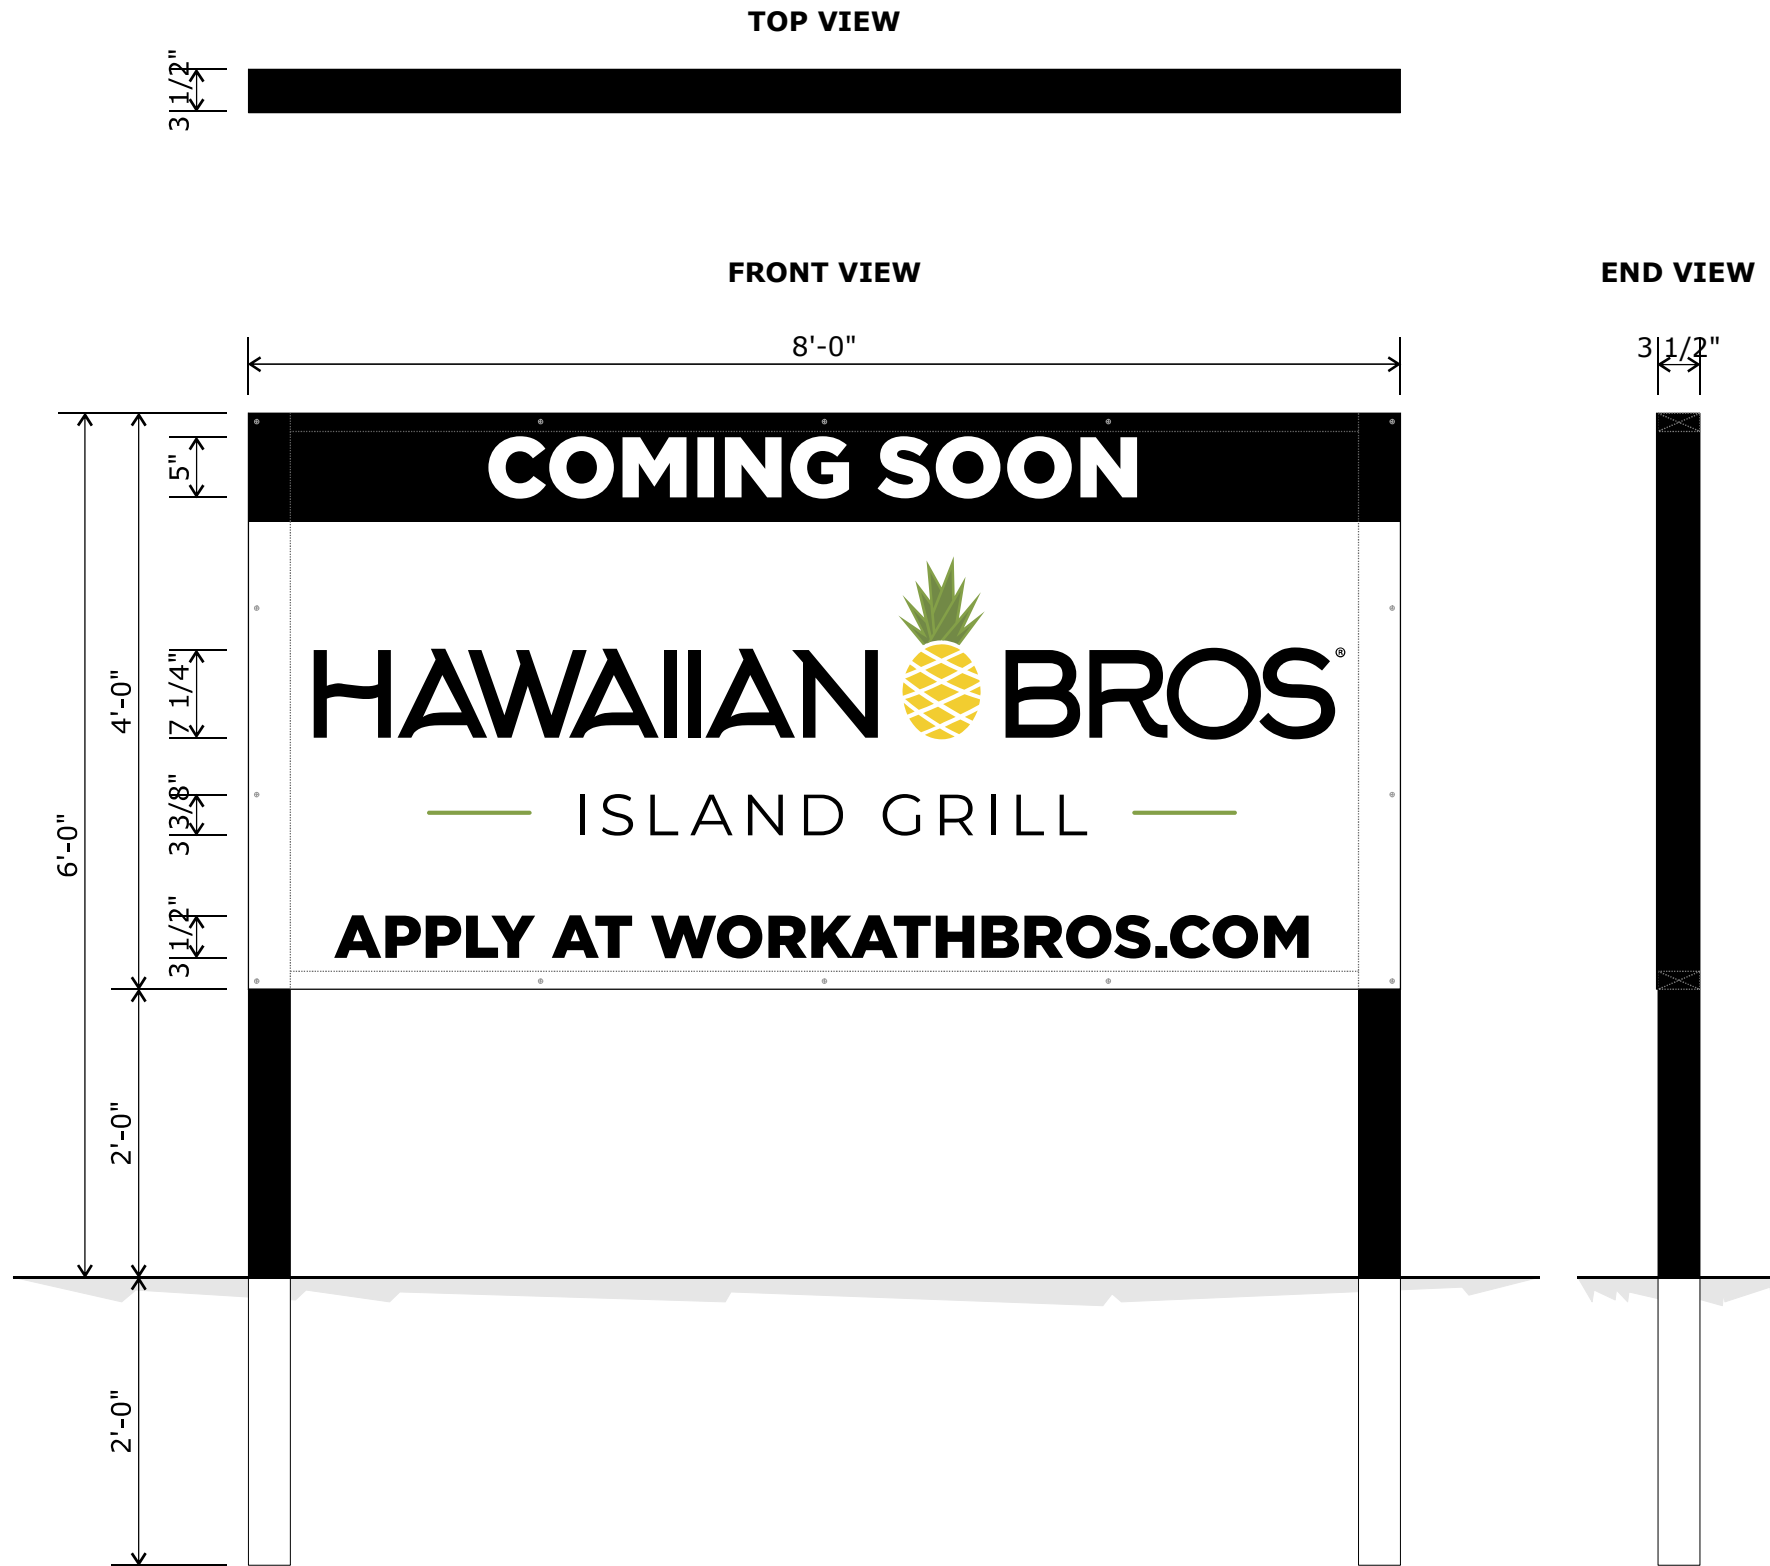 TOP VIEW
3 1/2"
FRONT VIEW
END VIEW
8'-0"
3 1/2"
COMING SOON
5"
HAWAIIAN BROS®
7 1/4"
4'-0"
ISLAND GRILL
3 3/8"
6'-0"
APPLY AT WORKATHBROS.COM
3 1/2"
2'-0"
2'-0"